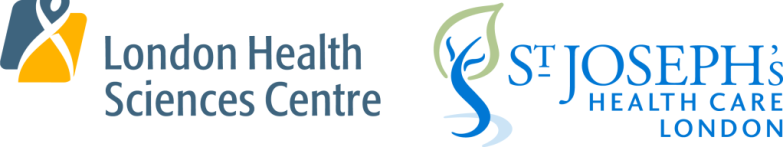 London Health
Sciences Centre
ST JOSEPH's
HEALTH CARE
LONDON